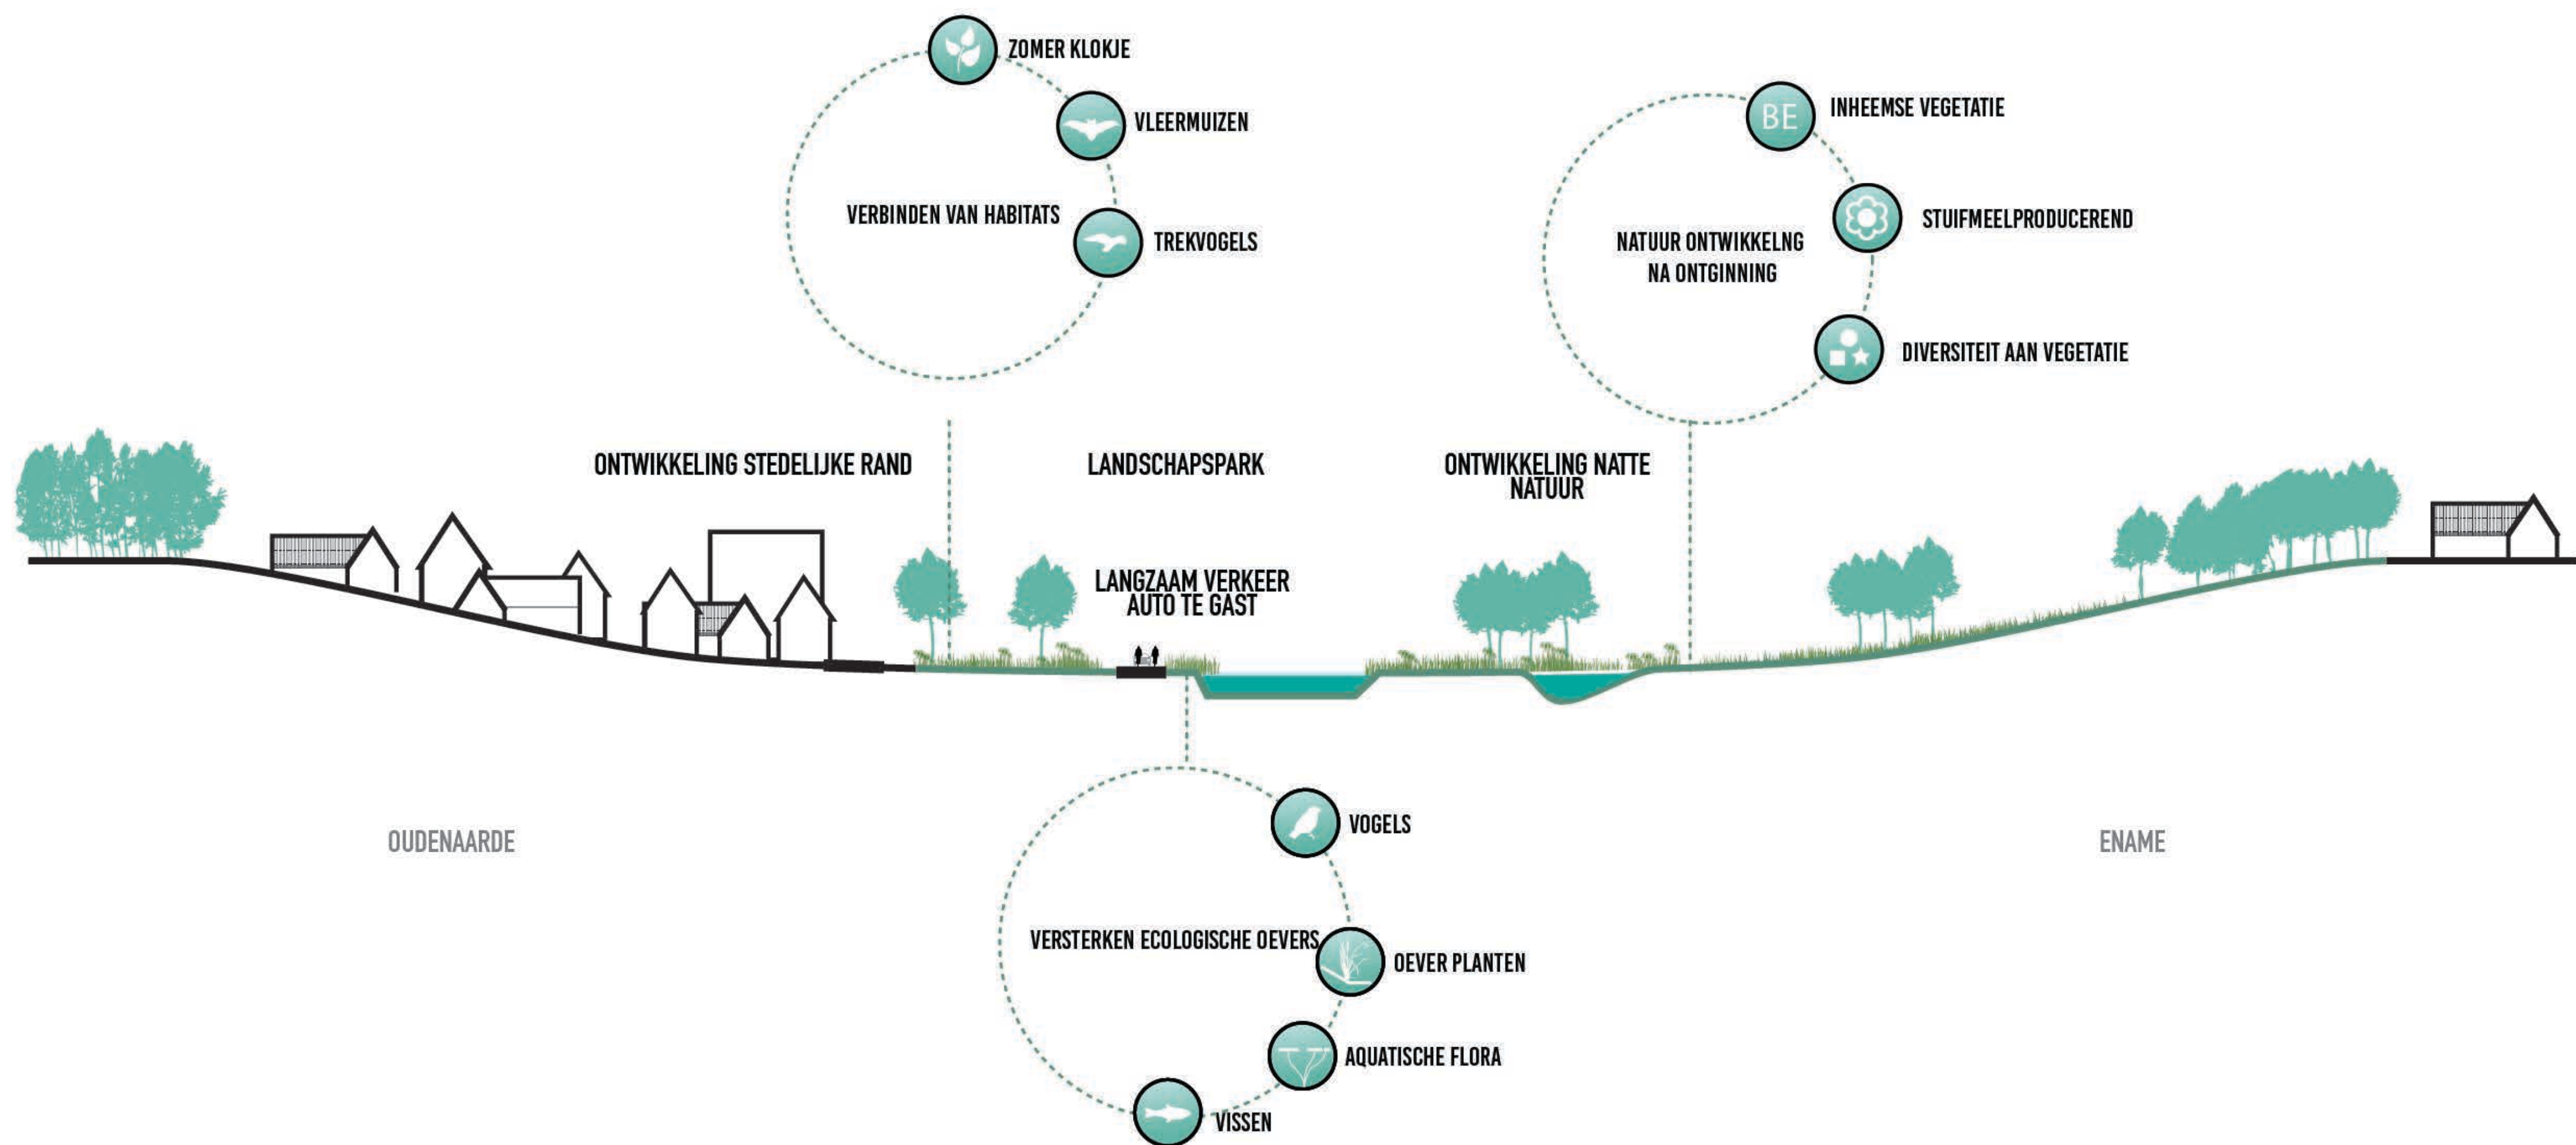 ZOMER KLOKJE
VLEERMUIZEN
VERBINDEN VAN HABITATS
TREKVOGELS
BE
INHEEMSE VEGETATIE
STUIFMEELPRODUCEREND
NATUUR ONTWIKKELNG
NA ONTGINNING
DIVERSITEIT AAN VEGETATIE
ONTWIKKELING STEDELIJKE RAND
LANDSCHAPSPARK
ONTWIKKELING NATTE
NATUUR
LANGZAAM VERKEER
AUTO TE GAST
OUDENAARDE
ENAME
VOGELS
VERSTERKEN ECOLOGISCHE OEVERS
OEVER PLANTEN
AQUATISCHE FLORA
VISSEN